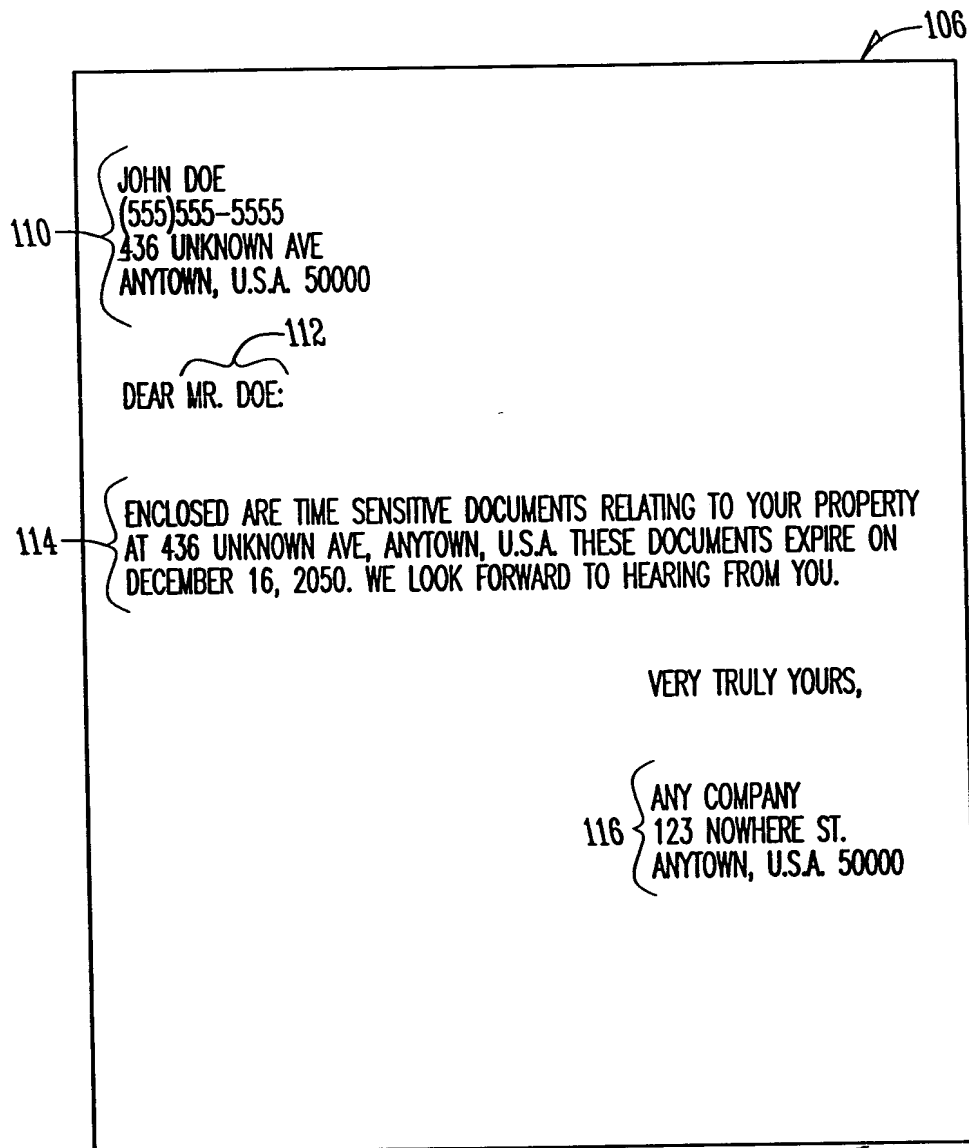 106
JOHN DOE
(555)555-5555
110
436 UNKNOWN AVE
ANYTOWN, U.S.A. 50000
112
DEAR MR. DOE:
ENCLOSED ARE TIME SENSITIVE DOCUMENTS RELATING TO YOUR PROPERTY
114
AT 436 UNKNOWN AVE, ANYTOWN, U.S.A. THESE DOCUMENTS EXPIRE ON
DECEMBER 16, 2050. WE LOOK FORWARD TO HEARING FROM YOU.
VERY TRULY YOURS,
ANY COMPANY
116
123 NOWHERE ST.
ANYTOWN, U.S.A. 50000